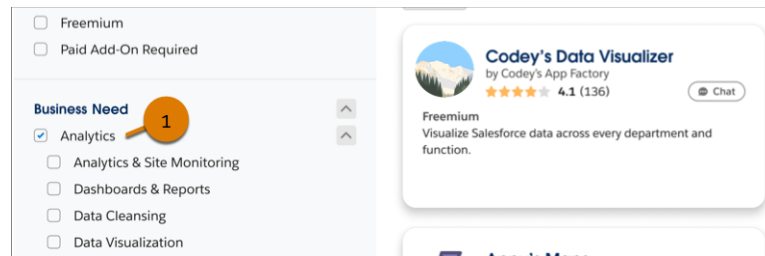 Freemium
Paid Add-On Required
Business Need
Analytics
1
Analytics & Site Monitoring
Dashboards & Reports
Data Cleansing
Data Visualization
Codey's Data Visualizer
by Codey's App Factory
4.1 (136)
Chat
Freemium
Visualize Salesforce data across every department and
function.